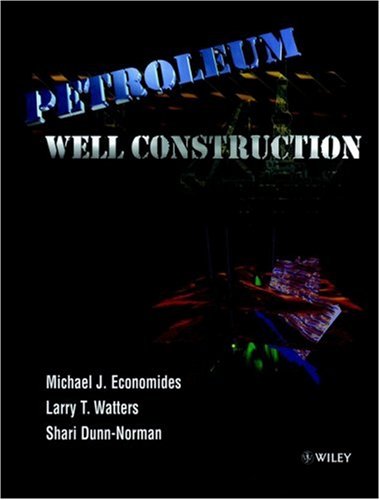 PETROLEUM
WELL CONSTRUCTION
Michael J. Economides
Larry T. Watters
Shari Dunn-Norman
WILEY